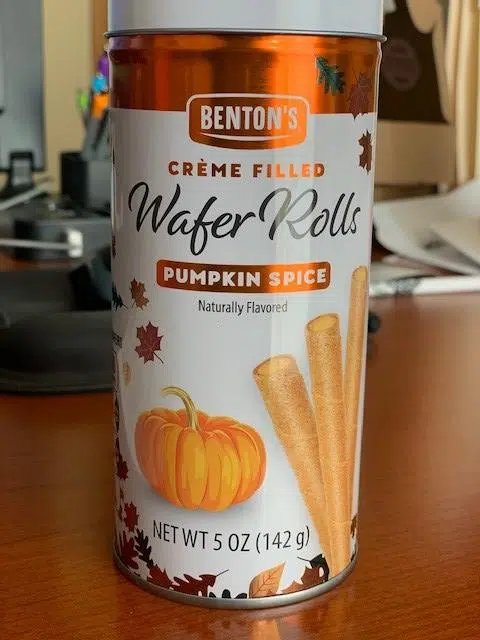 BENTON'S
CRÈME FILLED
Wafer Rolls
PUMPKIN SPICE
Naturally Flavored
NET WT 5 OZ (142 g)